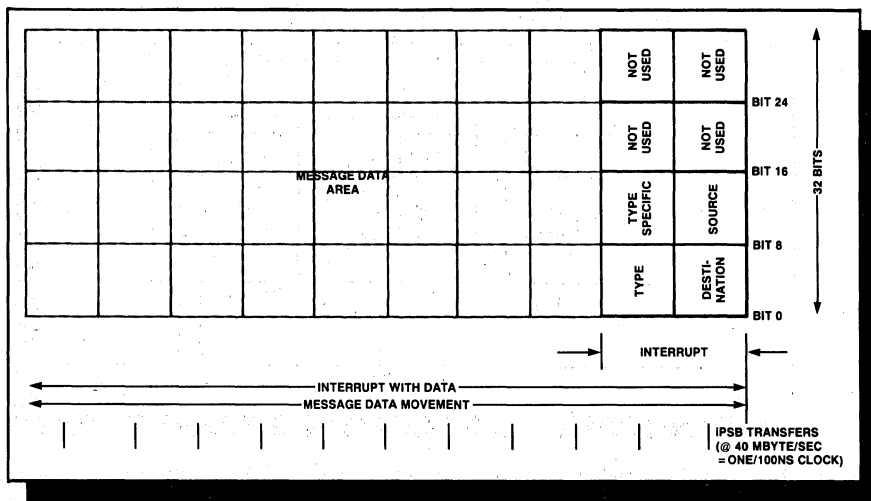 NOT
USED
NOT
USED
BIT 24
NOT
USED
NOT
USED
BIT 16
MESSAGE DATA
AREA
TYPE
SPECIFIC
SOURCE
32 BITS
BIT 8
TYPE
DESTI-
NATION
BIT 0
INTERRUPT
INTERRUPT WITH DATA
MESSAGE DATA MOVEMENT
iPSB TRANSFERS
(@ 40 MBYTE/SEC
= ONE/100NS CLOCK)